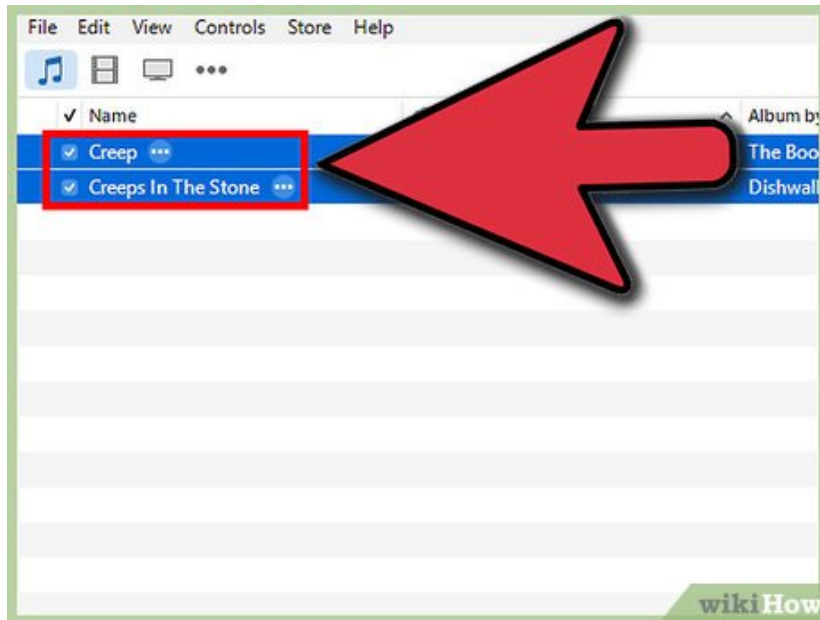 File Edit View Controls Store Help
✓ Name Album by
Creep ••• The Boo
Creeps In The Stone ••• Dishwall
wikiHow